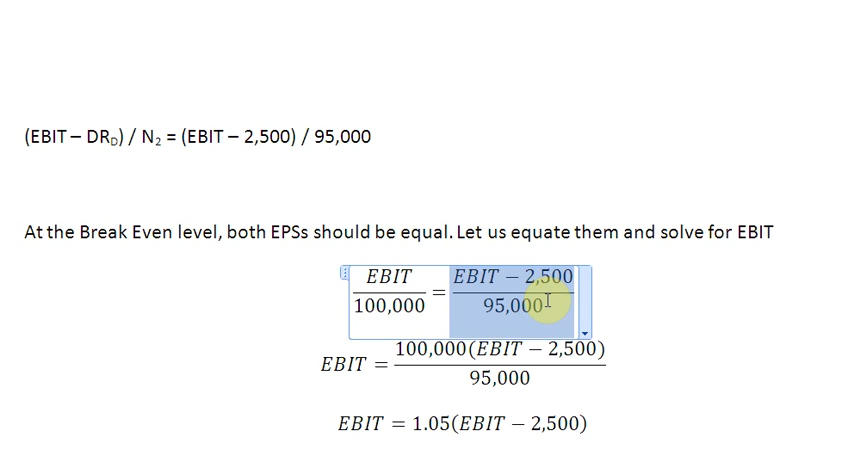 (EBIT – DR_D) / N₂ = (EBIT – 2,500) / 95,000
At the Break Even level, both EPSs should be equal. Let us equate them and solve for EBIT
EBIT / 100,000 = EBIT – 2,500 / 95,000
EBIT = 100,000(EBIT – 2,500) / 95,000
EBIT = 1.05(EBIT – 2,500)